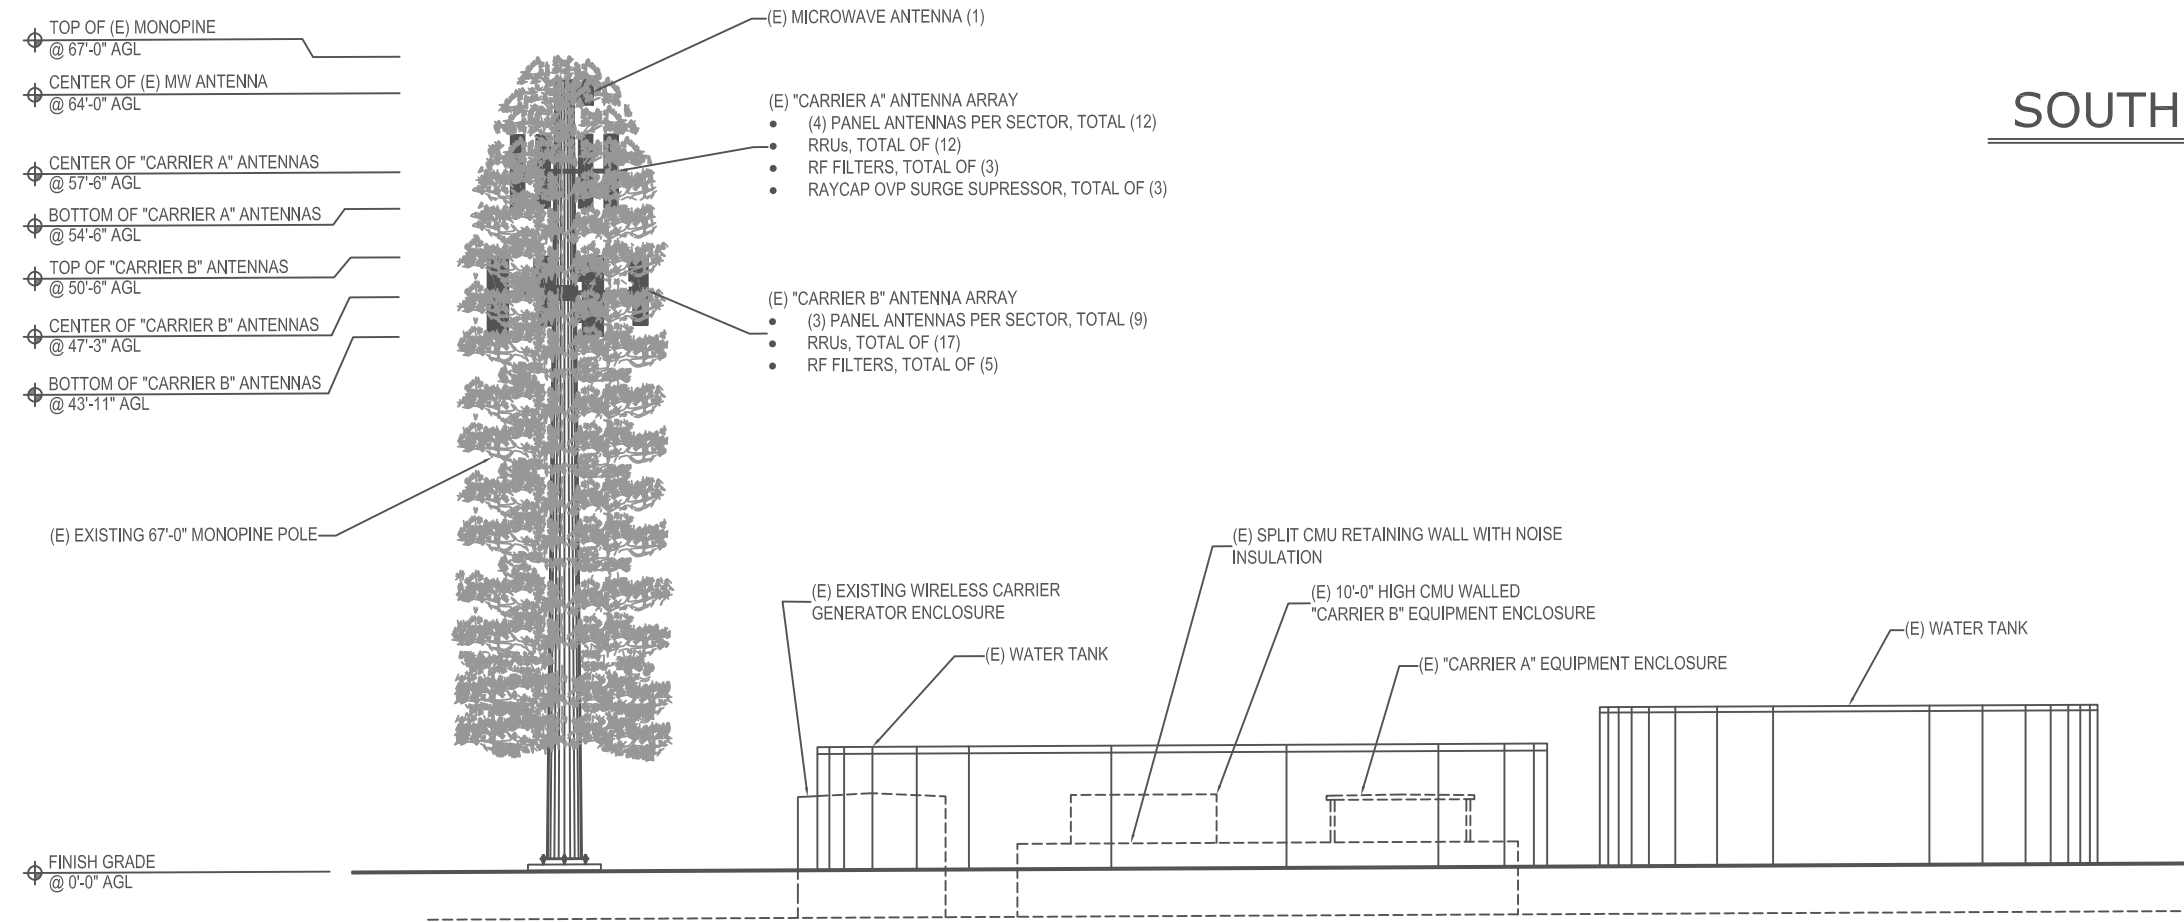 TOP OF (E) MONOPINE
@ 67'-0" AGL
CENTER OF (E) MW ANTENNA
@ 64'-0" AGL
CENTER OF "CARRIER A" ANTENNAS
@ 57'-6" AGL
BOTTOM OF "CARRIER A" ANTENNAS
@ 54'-6" AGL
TOP OF "CARRIER B" ANTENNAS
@ 50'-6" AGL
CENTER OF "CARRIER B" ANTENNAS
@ 47'-3" AGL
BOTTOM OF "CARRIER B" ANTENNAS
@ 43'-11" AGL
(E) EXISTING 67'-0" MONOPINE POLE
FINISH GRADE
@ 0'-0" AGL
(E) MICROWAVE ANTENNA (1)
(E) "CARRIER A" ANTENNA ARRAY
• (4) PANEL ANTENNAS PER SECTOR, TOTAL (12)
• RRUs, TOTAL OF (12)
• RF FILTERS, TOTAL OF (3)
• RAYCAP OVP SURGE SUPRESSOR, TOTAL OF (3)
(E) "CARRIER B" ANTENNA ARRAY
• (3) PANEL ANTENNAS PER SECTOR, TOTAL (9)
• RRUs, TOTAL OF (17)
• RF FILTERS, TOTAL OF (5)
SOUTH
(E) SPLIT CMU RETAINING WALL WITH NOISE
INSULATION
(E) EXISTING WIRELESS CARRIER
GENERATOR ENCLOSURE
(E) 10'-0" HIGH CMU WALLED
"CARRIER B" EQUIPMENT ENCLOSURE
(E) WATER TANK
(E) "CARRIER A" EQUIPMENT ENCLOSURE
(E) WATER TANK